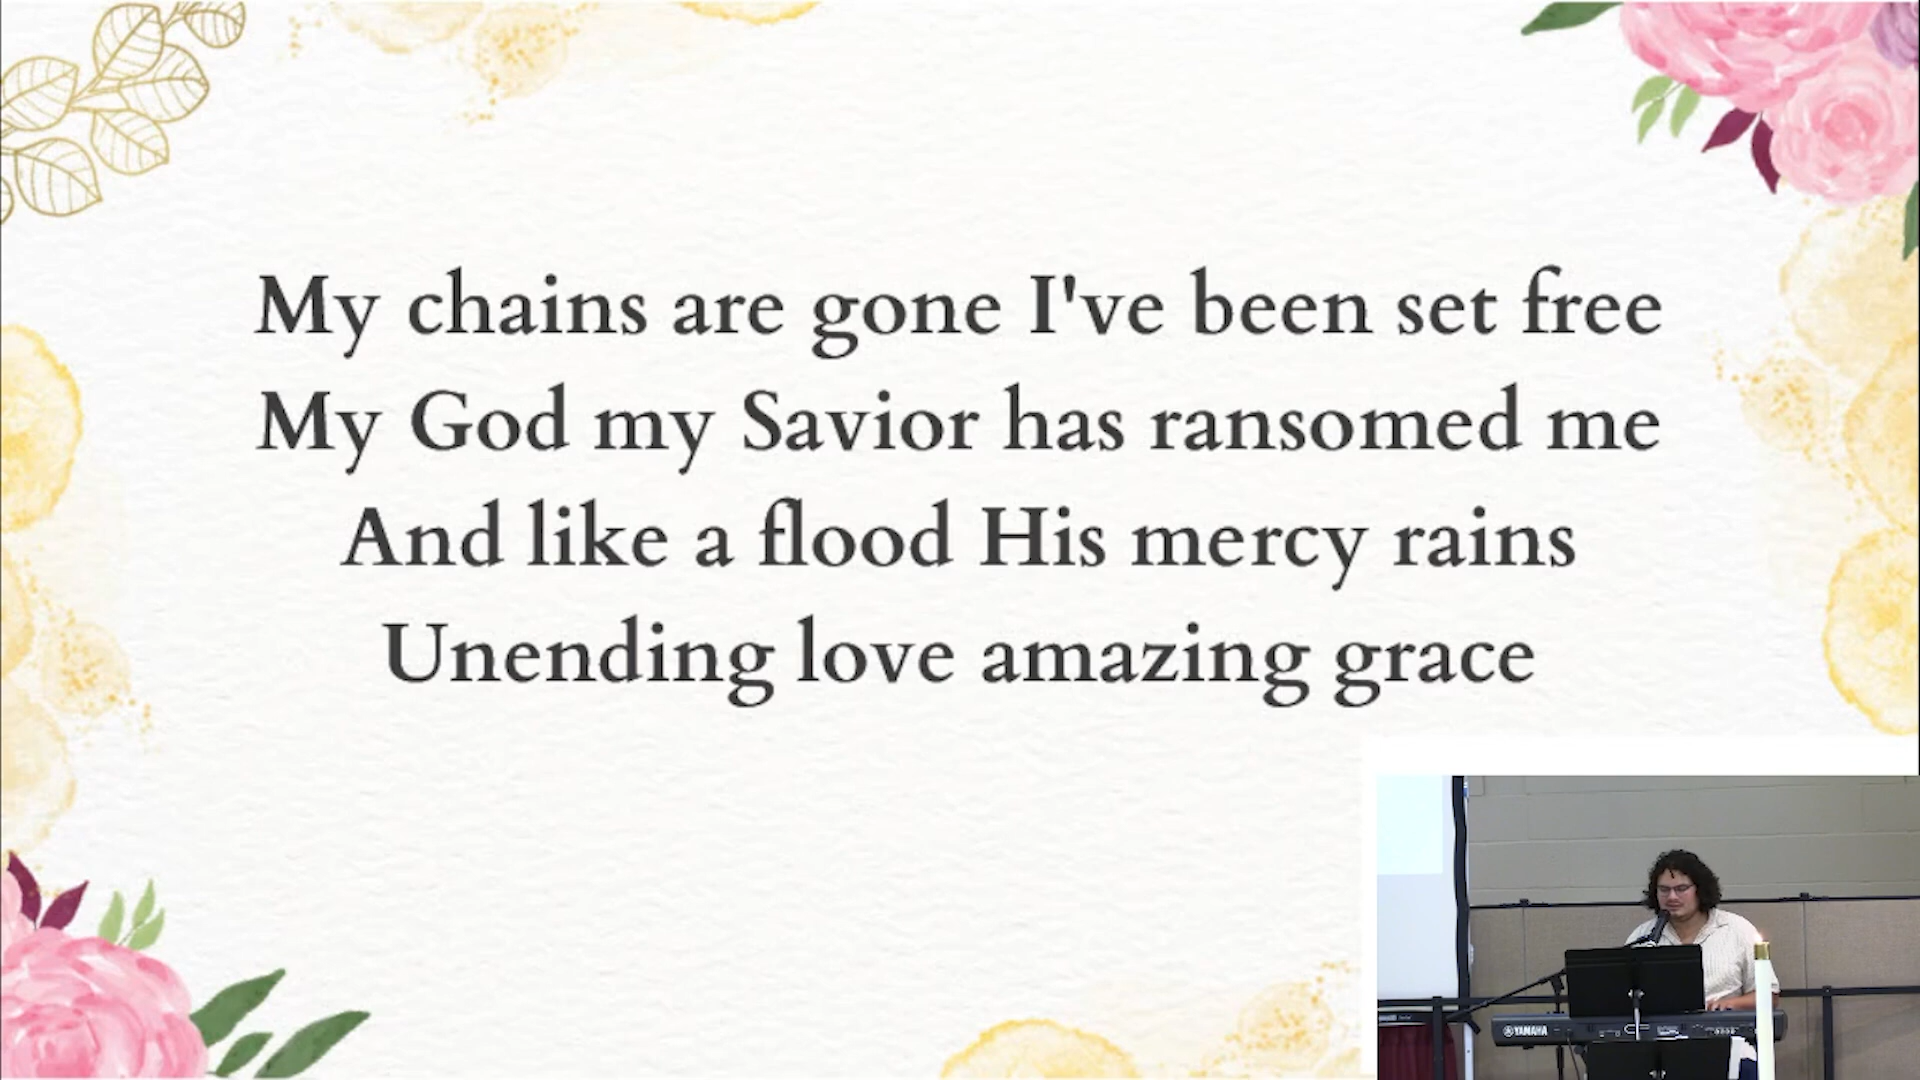 My chains are gone I've been set free
My God my Savior has ransomed me
And like a flood His mercy rains
Unending love amazing grace
YAMAHA